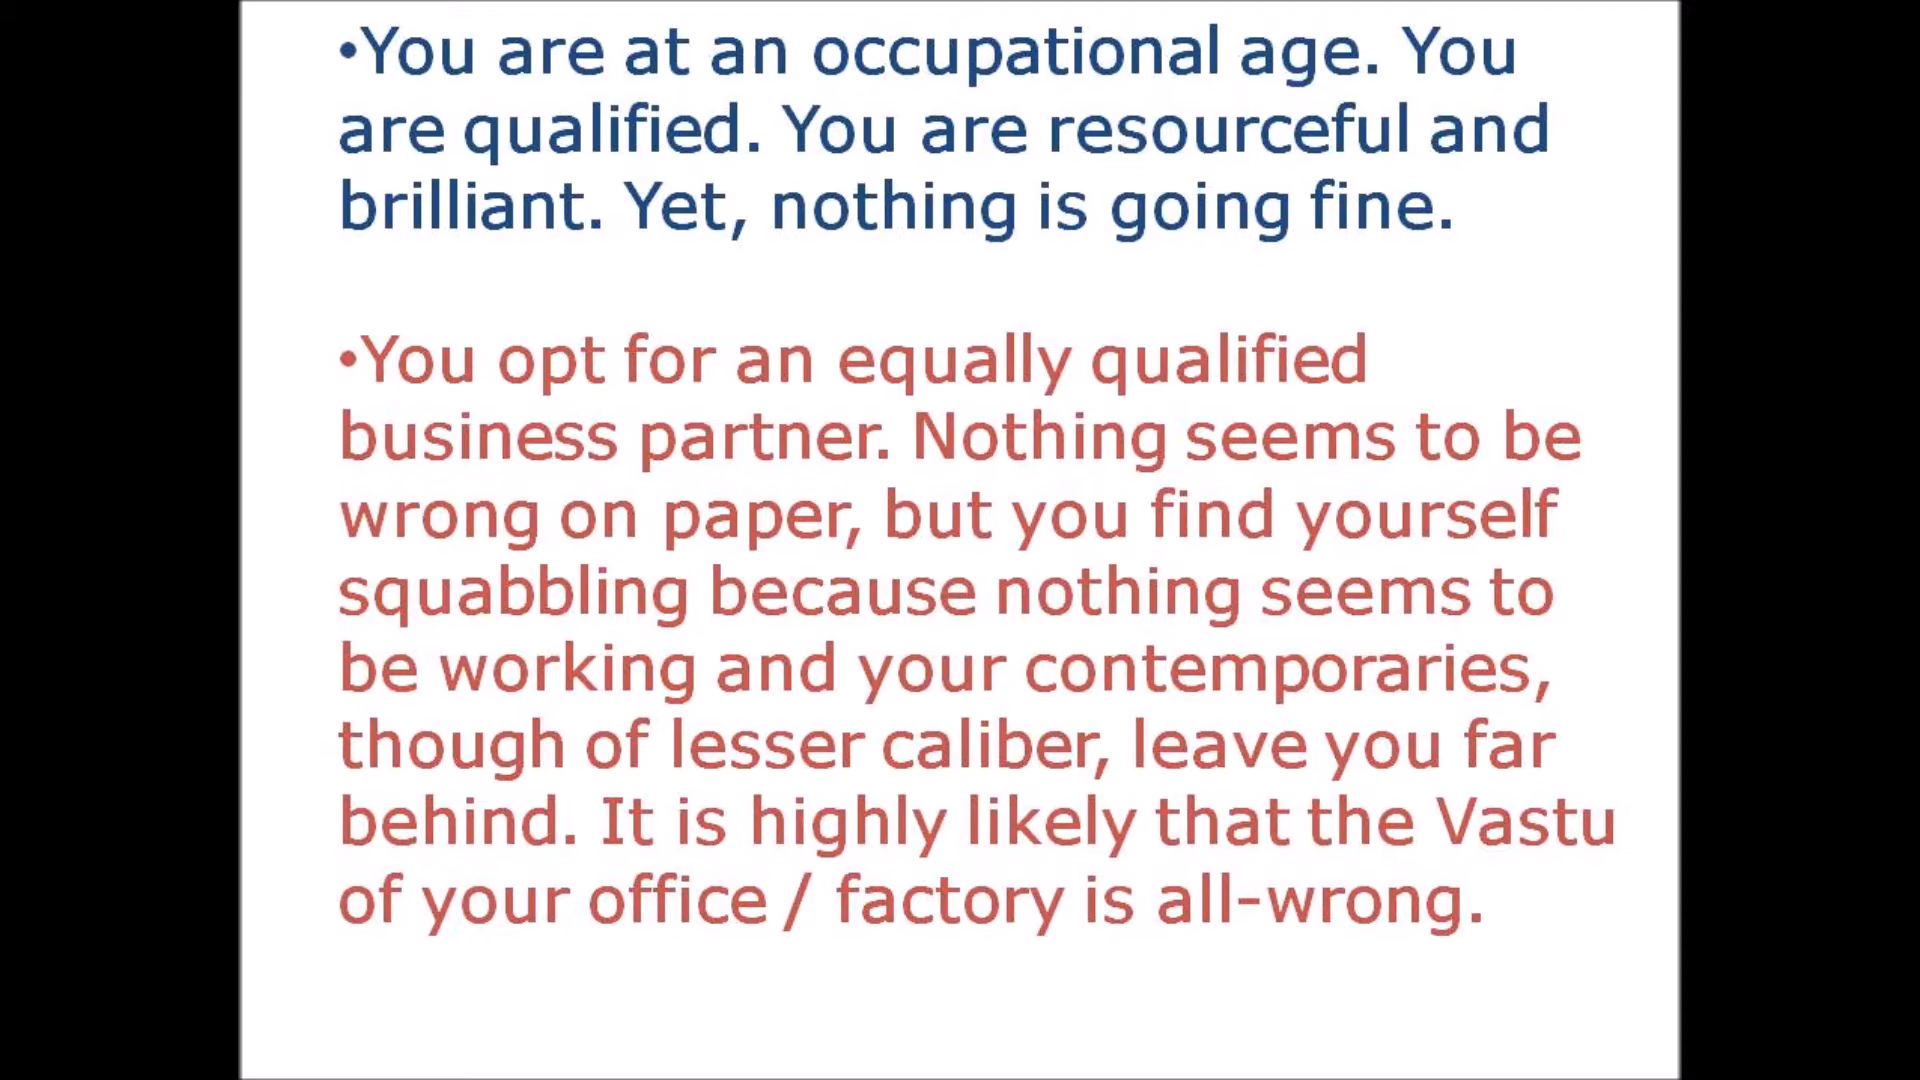 •You are at an occupational age. You
are qualified. You are resourceful and
brilliant. Yet, nothing is going fine.
•You opt for an equally qualified
business partner. Nothing seems to be
wrong on paper, but you find yourself
squabbling because nothing seems to
be working and your contemporaries,
though of lesser caliber, leave you far
behind. It is highly likely that the Vastu
of your office / factory is all-wrong.